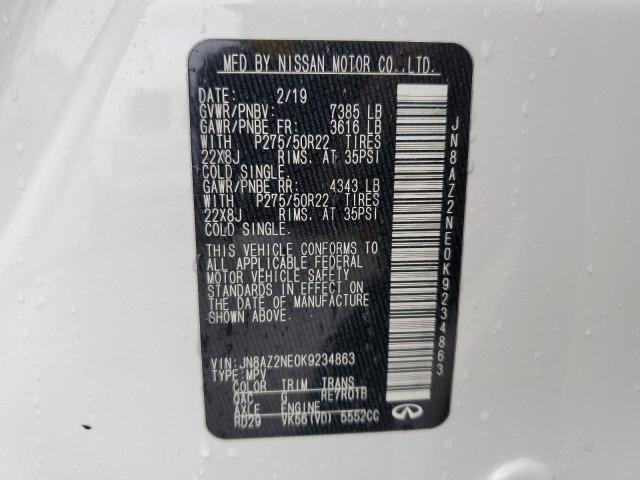 MFD BY NISSAN MOTOR CO.,LTD.
DATE: 2/19
GVWR/PNBV: 7385 LB
GAWR/PNBE FR: 3616 LB
WITH P275/50R22 TIRES
22X8J RIMS. AT 35PSI
COLD SINGLE.
GAWR/PNBE RR: 4343 LB
WITH P275/50R22 TIRES
22X8J RIMS. AT 35PSI
COLD SINGLE.
THIS VEHICLE CONFORMS TO
ALL APPLICABLE FEDERAL
MOTOR VEHICLE SAFETY
STANDARDS IN EFFECT ON
THE DATE OF MANUFACTURE
SHOWN ABOVE.
VIN: JN8AZ2NE0K9234863
TYPE: MPV
COLOR TRIM TRANS
QAC G RE7R01B
AXLE ENGINE
RD29 VK56(VD) 5552CC
JN8AZ2NE0K9234863
INFINITI